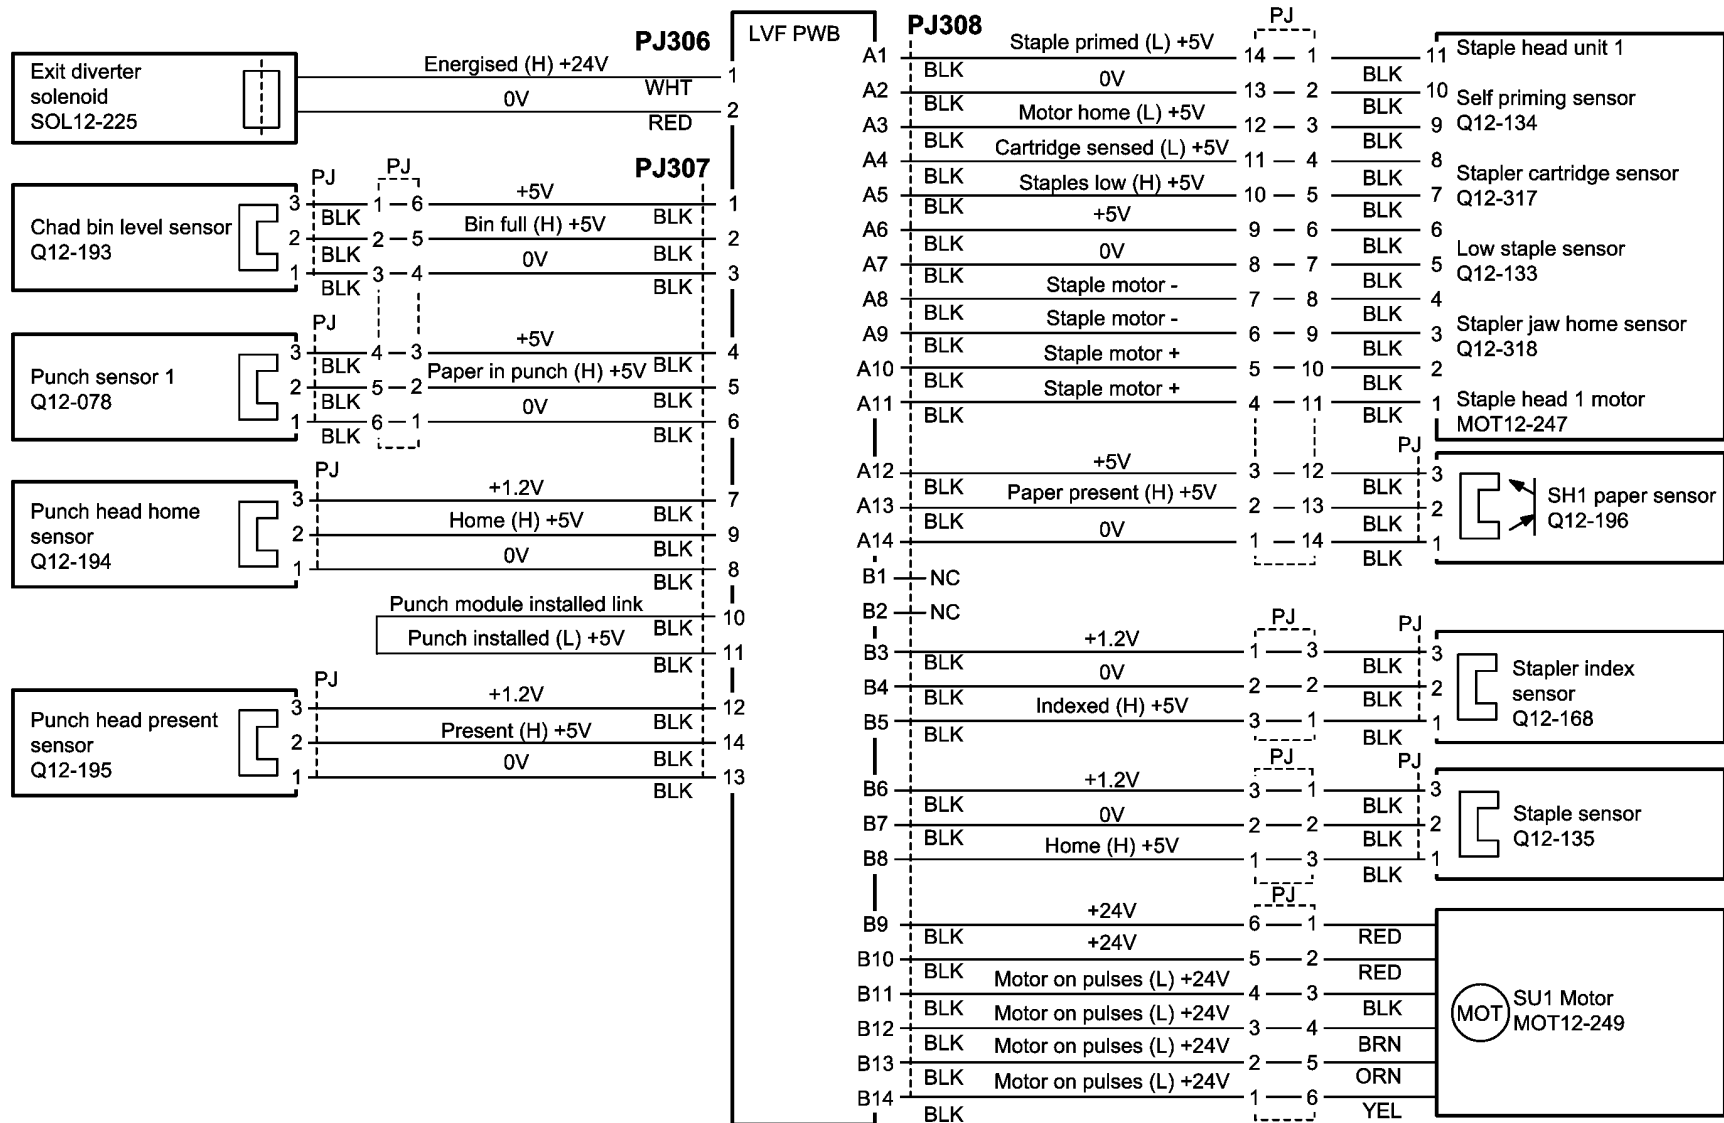 LVF PWB
PJ306
Exit diverter
solenoid
SOL12-225
Energised (H) +24V
WHT
1
0V
RED
2
PJ307
PJ
PJ
Chad bin level sensor
Q12-193
3 BLK 1 6 +5V BLK 1
2 BLK 2 5 Bin full (H) +5V BLK 2
1 BLK 3 4 0V BLK 3
PJ
Punch sensor 1
Q12-078
3 BLK 4 3 +5V BLK 4
2 BLK 5 2 Paper in punch (H) +5V BLK 5
1 BLK 6 1 0V BLK 6
PJ
Punch head home
sensor
Q12-194
3 +1.2V BLK 7
2 Home (H) +5V BLK 9
1 0V BLK 8
Punch module installed link BLK 10
Punch installed (L) +5V BLK 11
PJ
Punch head present
sensor
Q12-195
3 +1.2V BLK 12
2 Present (H) +5V BLK 14
1 0V BLK 13
PJ308
PJ
A1 BLK Staple primed (L) +5V 14 1 BLK 11
A2 BLK 0V 13 2 BLK 10
A3 BLK Motor home (L) +5V 12 3 BLK 9
A4 BLK Cartridge sensed (L) +5V 11 4 BLK 8
A5 BLK Staples low (H) +5V 10 5 BLK 7
A6 BLK +5V 9 6 BLK 6
A7 BLK 0V 8 7 BLK 5
A8 BLK Staple motor - 7 8 BLK 4
A9 BLK Staple motor - 6 9 BLK 3
A10 BLK Staple motor + 5 10 BLK 2
A11 BLK Staple motor + 4 11 BLK 1
Staple head unit 1
Self priming sensor
Q12-134
Stapler cartridge sensor
Q12-317
Low staple sensor
Q12-133
Stapler jaw home sensor
Q12-318
Staple head 1 motor
MOT12-247
PJ
A12 BLK +5V 3 12 BLK 3
A13 BLK Paper present (H) +5V 2 13 BLK 2
A14 0V 1 14 BLK 1
SH1 paper sensor
Q12-196
B1 NC
B2 NC
PJ
PJ
B3 BLK +1.2V 1 3 BLK 3
B4 BLK 0V 2 2 BLK 2
B5 BLK Indexed (H) +5V 3 1 BLK 1
Stapler index
sensor
Q12-168
PJ
PJ
B6 BLK +1.2V 3 1 BLK 3
B7 BLK 0V 2 2 BLK 2
B8 Home (H) +5V 1 3 BLK 1
Staple sensor
Q12-135
PJ
B9 BLK +24V 6 1 RED
B10 BLK +24V 5 2 RED
B11 BLK Motor on pulses (L) +24V 4 3 BLK
B12 BLK Motor on pulses (L) +24V 3 4 BRN
B13 BLK Motor on pulses (L) +24V 2 5 ORN
B14 BLK Motor on pulses (L) +24V 1 6 YEL
MOT
SU1 Motor
MOT12-249